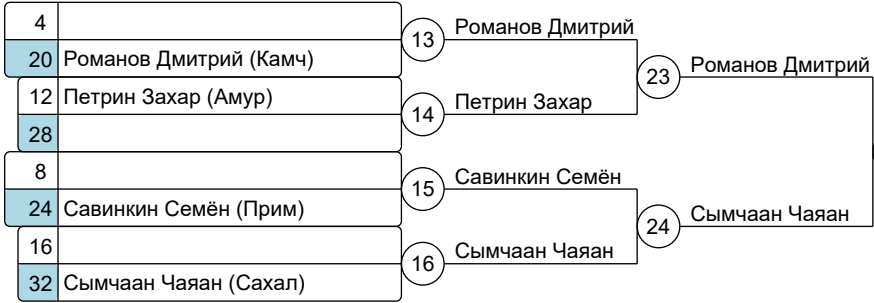 4
20 Романов Дмитрий (Камч)
12 Петрин Захар (Амур)
28
8
24 Савинкин Семён (Прим)
16
32 Сымчаан Чаян (Сахал)
13 Романов Дмитрий
14 Петрин Захар
15 Савинкин Семён
16 Сымчаан Чаян
23 Романов Дмитрий
24 Сымчаан Чаян